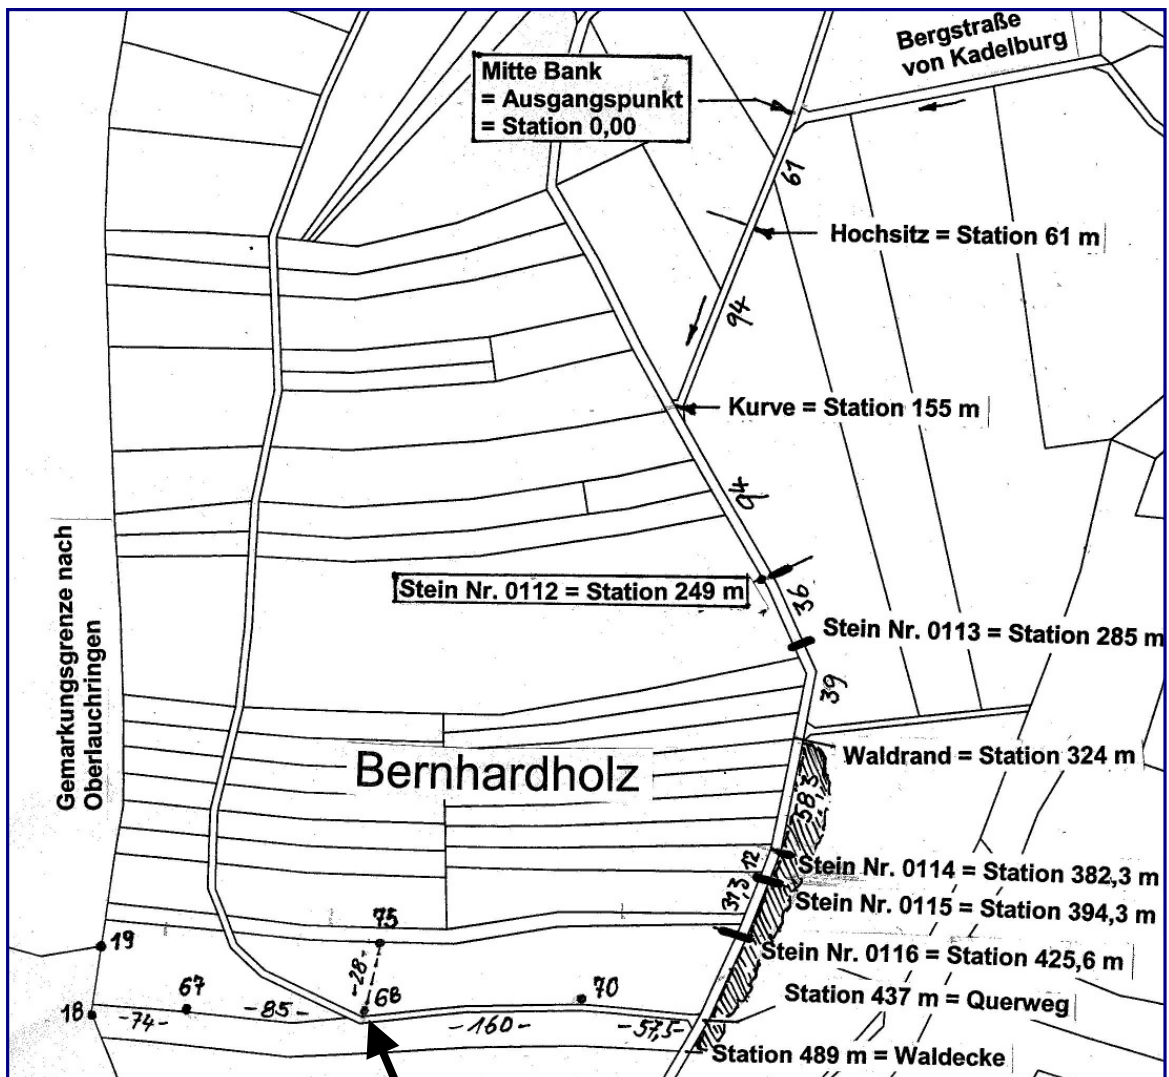 Bergstraße
von Kadelburg
Mitte Bank
= Ausgangspunkt
= Station 0,00
61
Hochsitz = Station 61 m
94
Kurve = Station 155 m
94
Stein Nr. 0112 = Station 249 m
36
Stein Nr. 0113 = Station 285 m
39
Gemarkungsgrenze nach
Oberlauchringen
Bernhardholz
Waldrand = Station 324 m
58,3
12
Stein Nr. 0114 = Station 382,3 m
31,3
Stein Nr. 0115 = Station 394,3 m
75
19
Stein Nr. 0116 = Station 425,6 m
-28-
67
68
70
Station 437 m = Querweg
18
-74-
-85-
-160-
-57,5-
Station 489 m = Waldecke